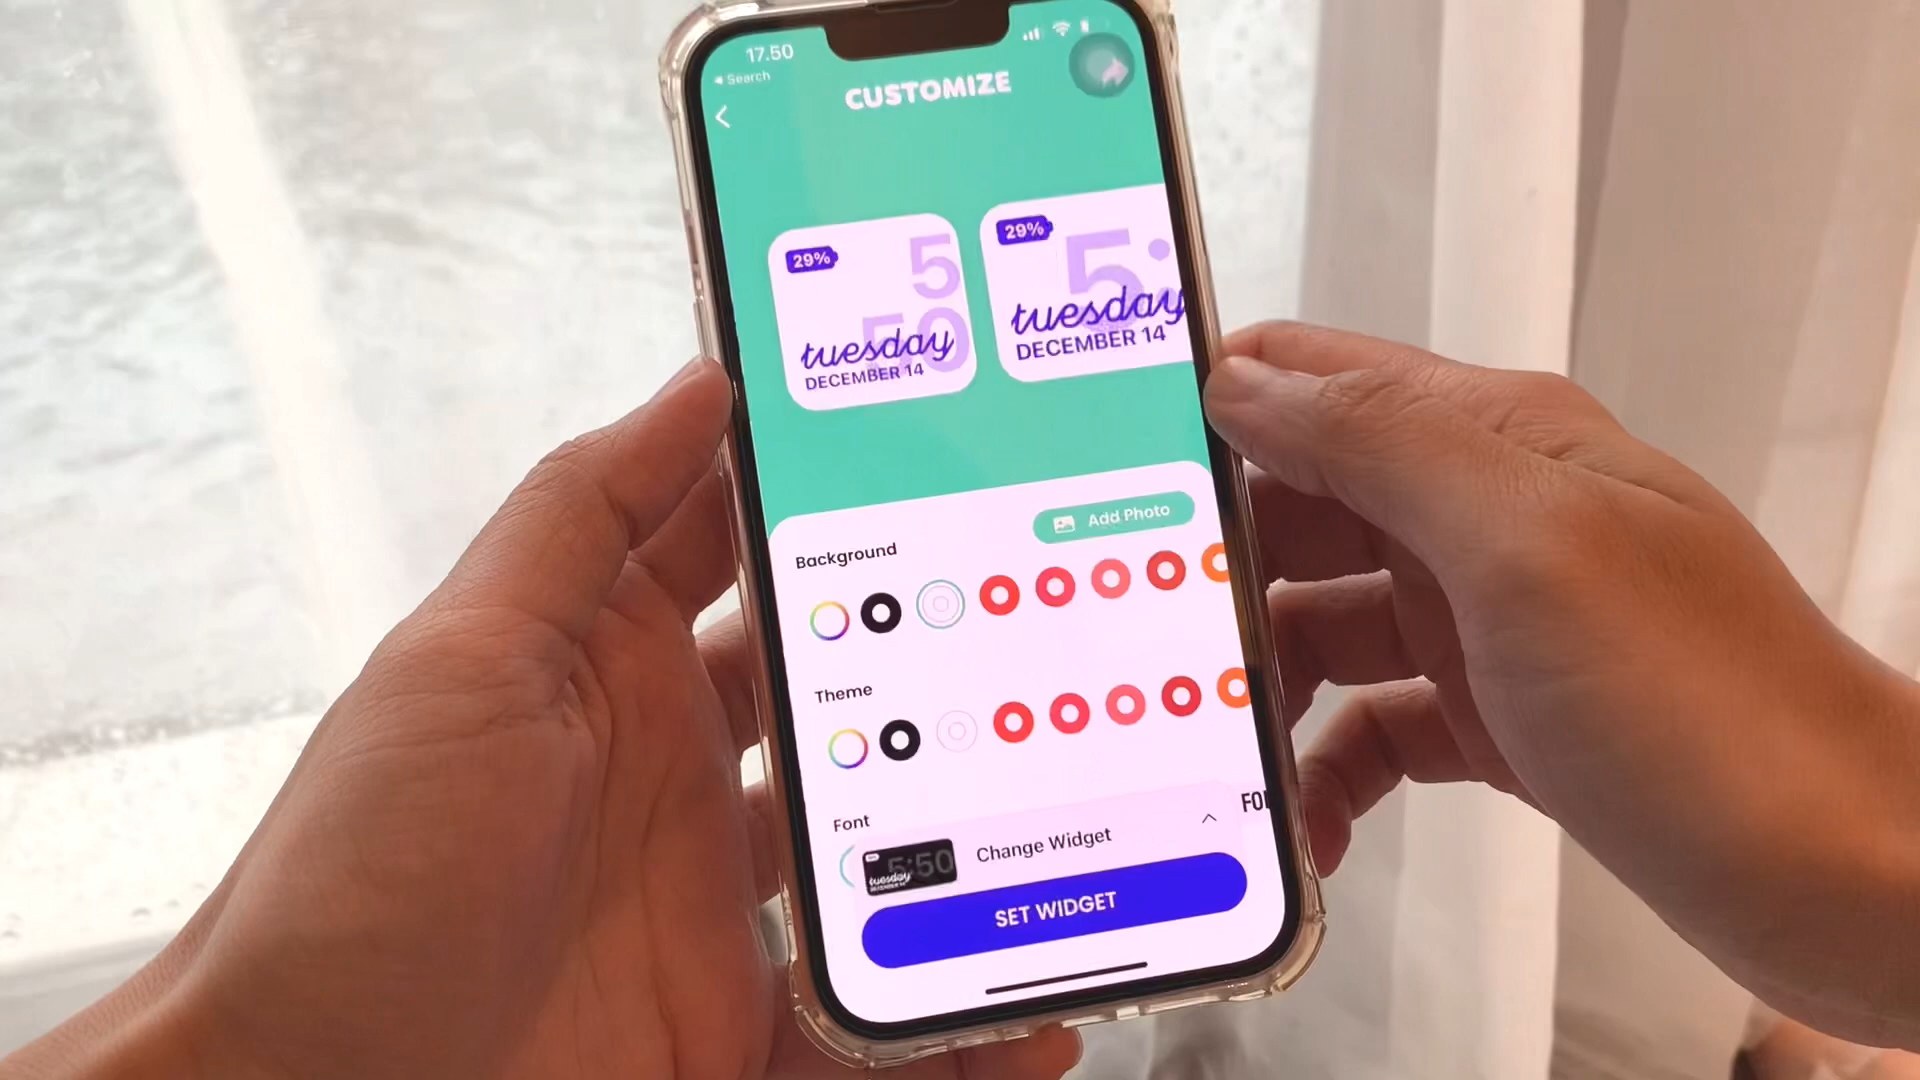 17.50
◂ Search
CUSTOMIZE
29%
5
50
tuesday
DECEMBER 14
29%
5:
tuesday
DECEMBER 14
Add Photo
Background
Theme
Font
FO
5:50
tuesday
Change Widget
SET WIDGET